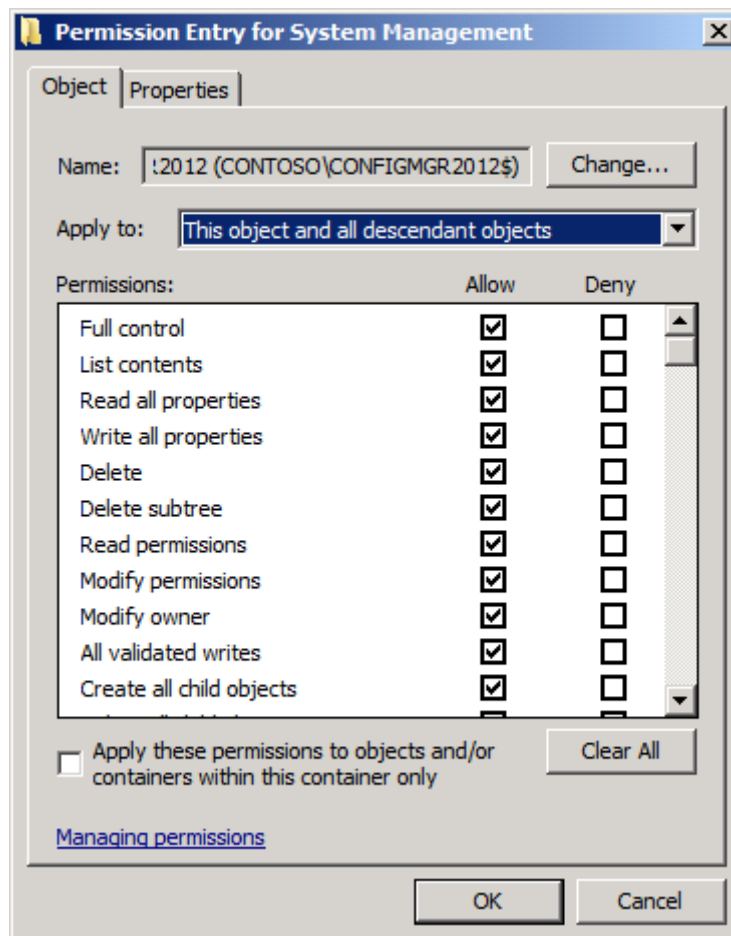 Permission Entry for System Management
Object
Properties
Name:
2012 (CONTOSO\CONFIGMGR2012$)
Change...
Apply to:
This object and all descendant objects
Permissions:
Allow
Deny
Full control
List contents
Read all properties
Write all properties
Delete
Delete subtree
Read permissions
Modify permissions
Modify owner
All validated writes
Create all child objects
Apply these permissions to objects and/or
containers within this container only
Clear All
Managing permissions
OK
Cancel